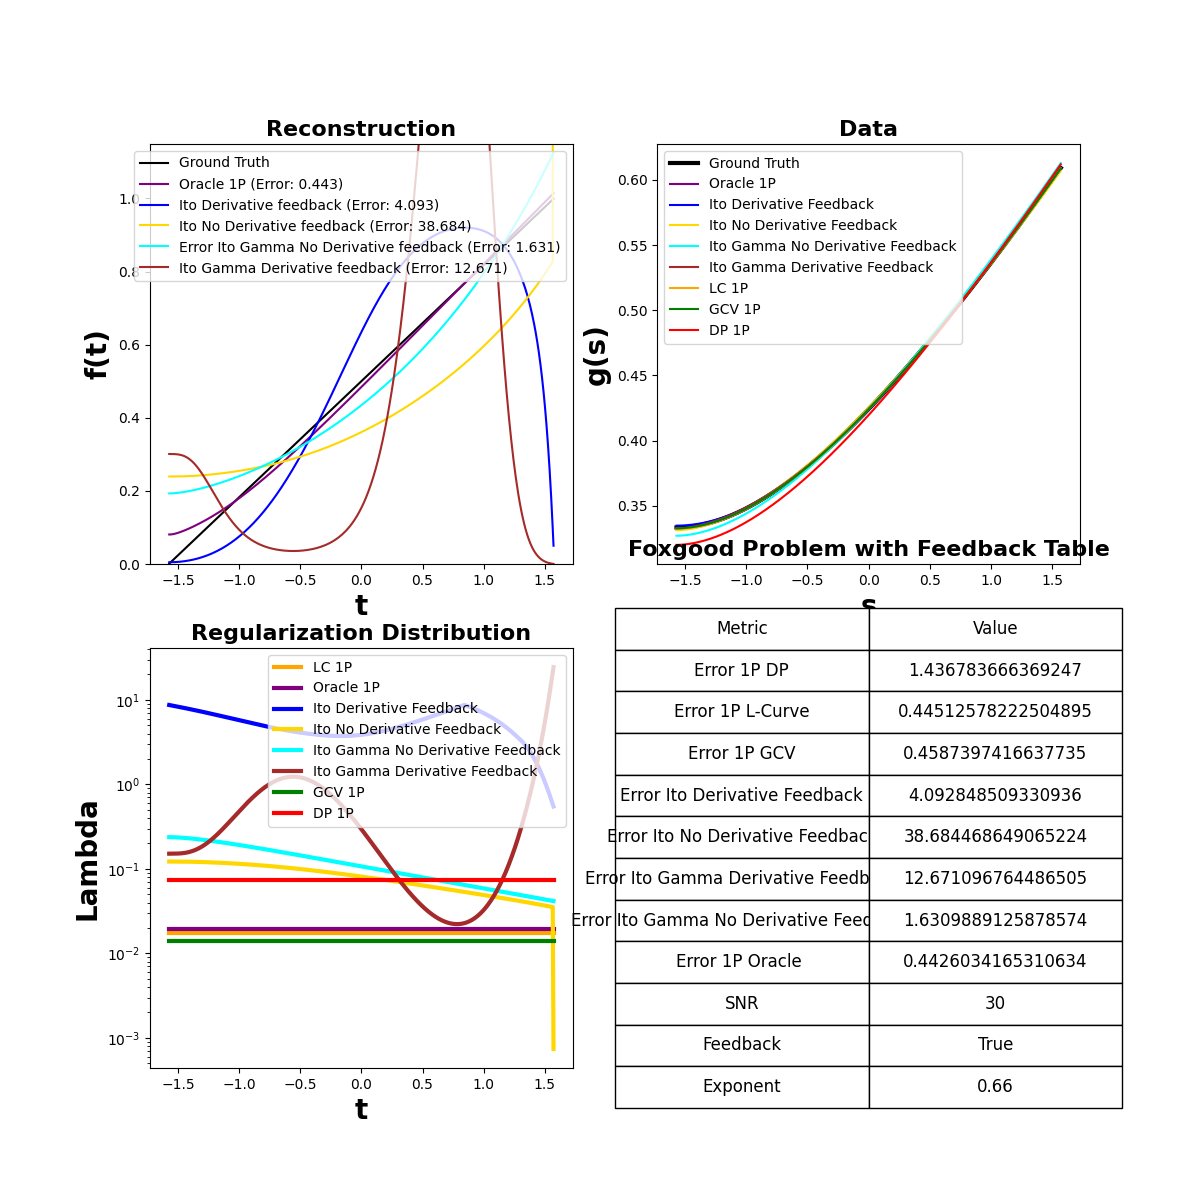 Reconstruction
Ground Truth
Oracle 1P (Error: 0.443)
Ito Derivative feedback (Error: 4.093)
Ito No Derivative feedback (Error: 38.684)
Error Ito Gamma No Derivative feedback (Error: 1.631)
Ito Gamma Derivative feedback (Error: 12.671)
1.0
0.8
0.6
0.4
0.2
0.0
f(t)
−1.5 −1.0 −0.5 0.0 0.5 1.0 1.5
t
Data
Ground Truth
Oracle 1P
Ito Derivative Feedback
Ito No Derivative Feedback
Ito Gamma No Derivative Feedback
Ito Gamma Derivative Feedback
LC 1P
GCV 1P
DP 1P
0.60
0.55
0.50
0.45
0.40
0.35
g(s)
−1.5 −1.0 −0.5 0.0 0.5 1.0 1.5
s
Regularization Distribution
LC 1P
Oracle 1P
Ito Derivative Feedback
Ito No Derivative Feedback
Ito Gamma No Derivative Feedback
Ito Gamma Derivative Feedback
GCV 1P
DP 1P
10¹
10⁰
10⁻¹
10⁻²
10⁻³
Lambda
−1.5 −1.0 −0.5 0.0 0.5 1.0 1.5
t
Foxgood Problem with Feedback Table
Metric Value
Error 1P DP 1.436783666369247
Error 1P L-Curve 0.44512578222504895
Error 1P GCV 0.4587397416637735
Error Ito Derivative Feedback 4.092848509330936
Error Ito No Derivative Feedbac 38.684468649065224
Error Ito Gamma Derivative Feedb 12.671096764486505
Error Ito Gamma No Derivative Feed 1.6309889125878574
Error 1P Oracle 0.4426034165310634
SNR 30
Feedback True
Exponent 0.66